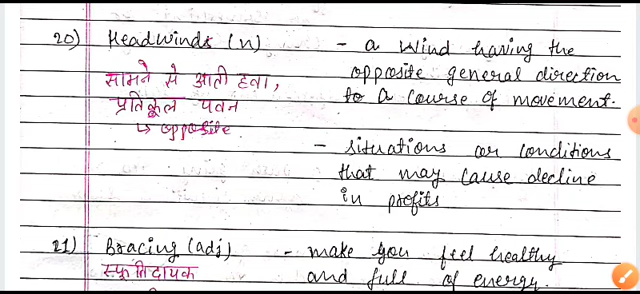 20) Headwinds (n) - a wind having the
सामने से आती हवा, opposite general direction
प्रतिकूल पवन to a course of movement.
↳ opposite
- situations or conditions
that may cause decline
in profits
21) Bracing (adj) - make you feel healthy
स्फूर्तिदायक and full of energy.